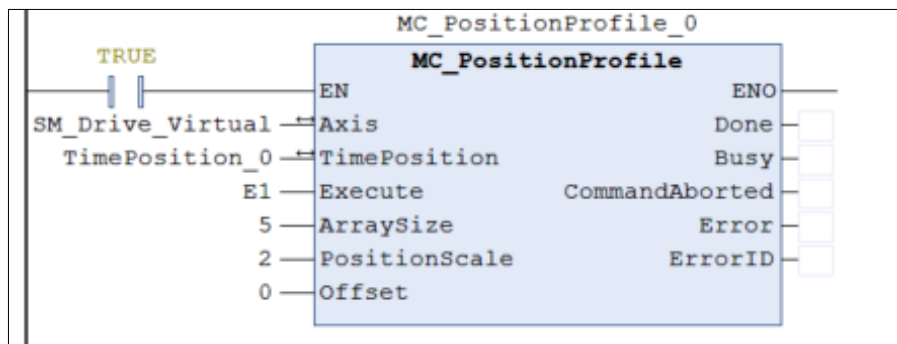 MC_PositionProfile_0
TRUE
MC_PositionProfile
EN ENO
SM_Drive_Virtual Axis Done
TimePosition_0 TimePosition Busy
E1 Execute CommandAborted
5 ArraySize Error
2 PositionScale ErrorID
0 Offset